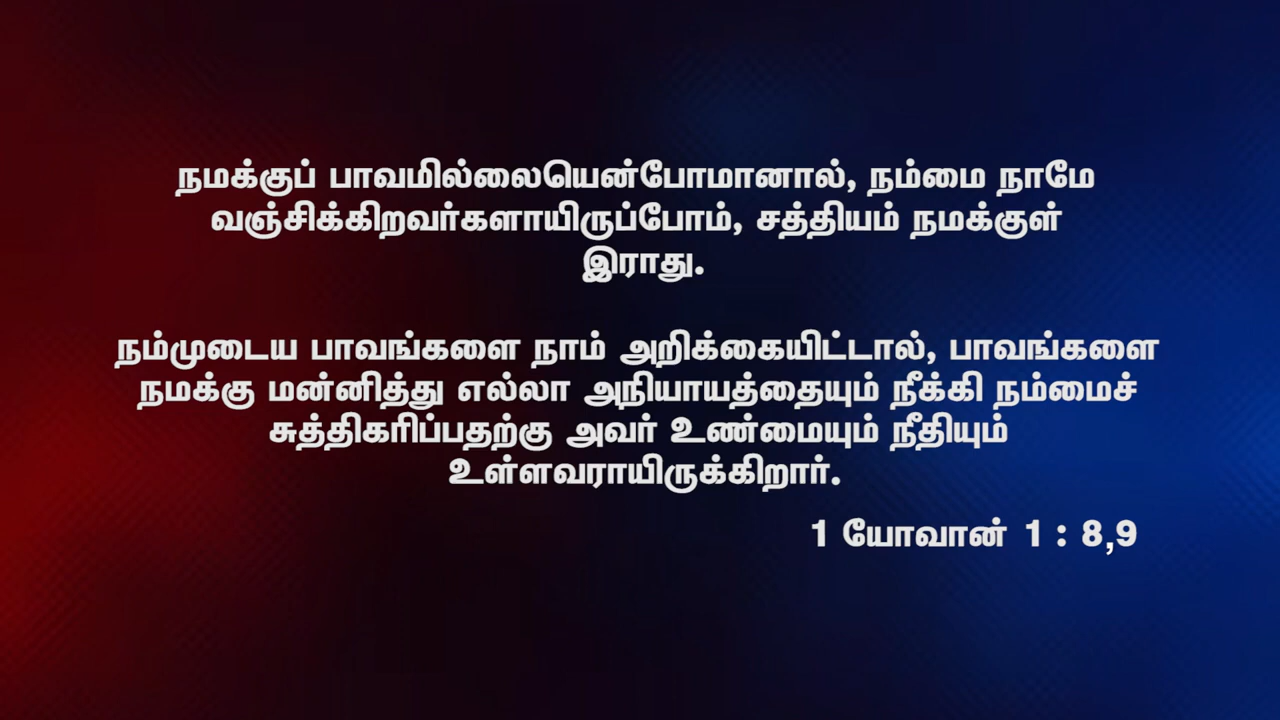 நமக்குப் பாவமில்லையென்போமானால், நம்மை நாமே
வஞ்சிக்கிறவர்களாயிருப்போம், சத்தியம் நமக்குள்
இராது.
நம்முடைய பாவங்களை நாம் அறிக்கையிட்டால், பாவங்களை
நமக்கு மன்னித்து எல்லா அநியாயத்தையும் நீக்கி நம்மைச்
சுத்திகரிப்பதற்கு அவர் உண்மையும் நீதியும்
உள்ளவராயிருக்கிறார்.
1 யோவான் 1 : 8,9